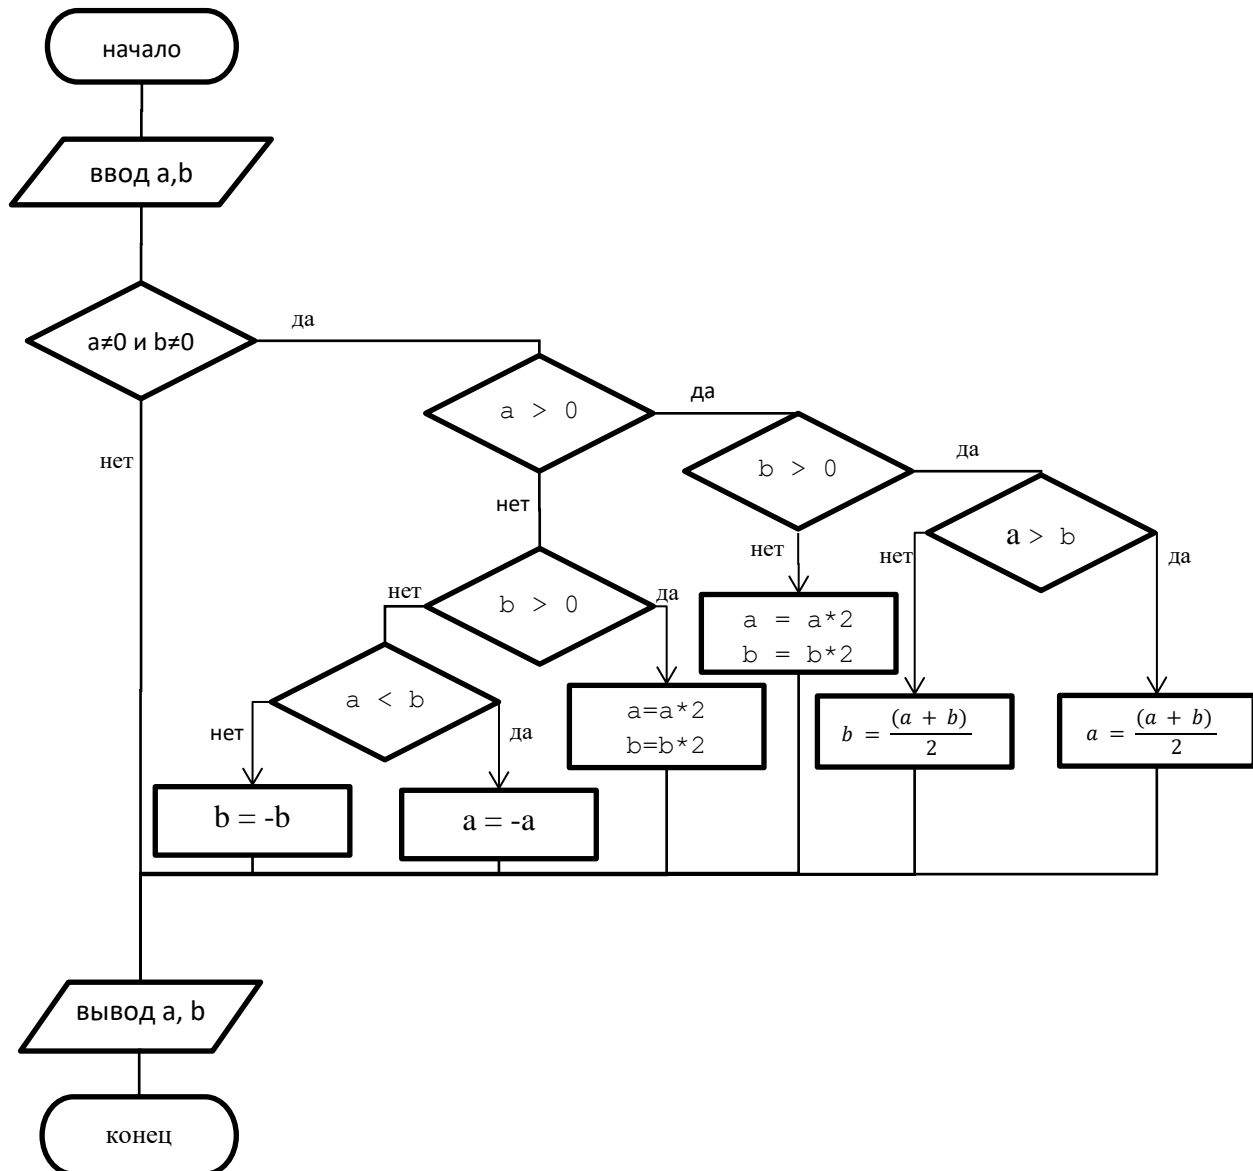 начало
ввод a,b
a≠0 и b≠0
да
нет
a > 0
да
нет
b > 0
да
нет
a > b
нет
да
b > 0
нет
да
a = a*2
b = b*2
a < b
нет
да
a=a*2
b=b*2
b = (a + b)/2
a = (a + b)/2
b = -b
a = -a
вывод a, b
конец